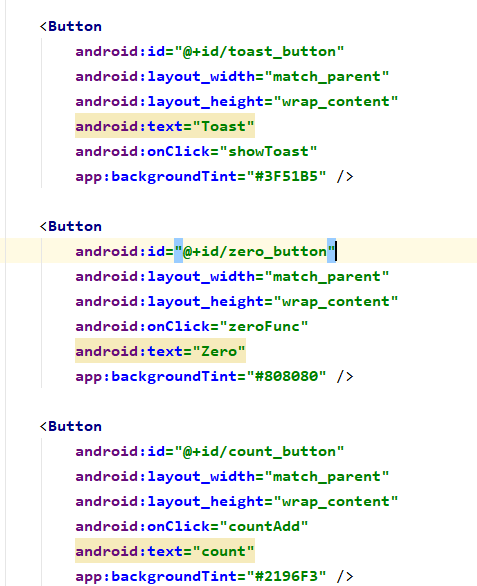 <Button
android:id="@+id/toast_button"
android:layout_width="match_parent"
android:layout_height="wrap_content"
android:text="Toast"
android:onClick="showToast"
app:backgroundTint="#3F51B5" />
<Button
android:id="@+id/zero_button"
android:layout_width="match_parent"
android:layout_height="wrap_content"
android:onClick="zeroFunc"
android:text="Zero"
app:backgroundTint="#808080" />
<Button
android:id="@+id/count_button"
android:layout_width="match_parent"
android:layout_height="wrap_content"
android:onClick="countAdd"
android:text="count"
app:backgroundTint="#2196F3" />